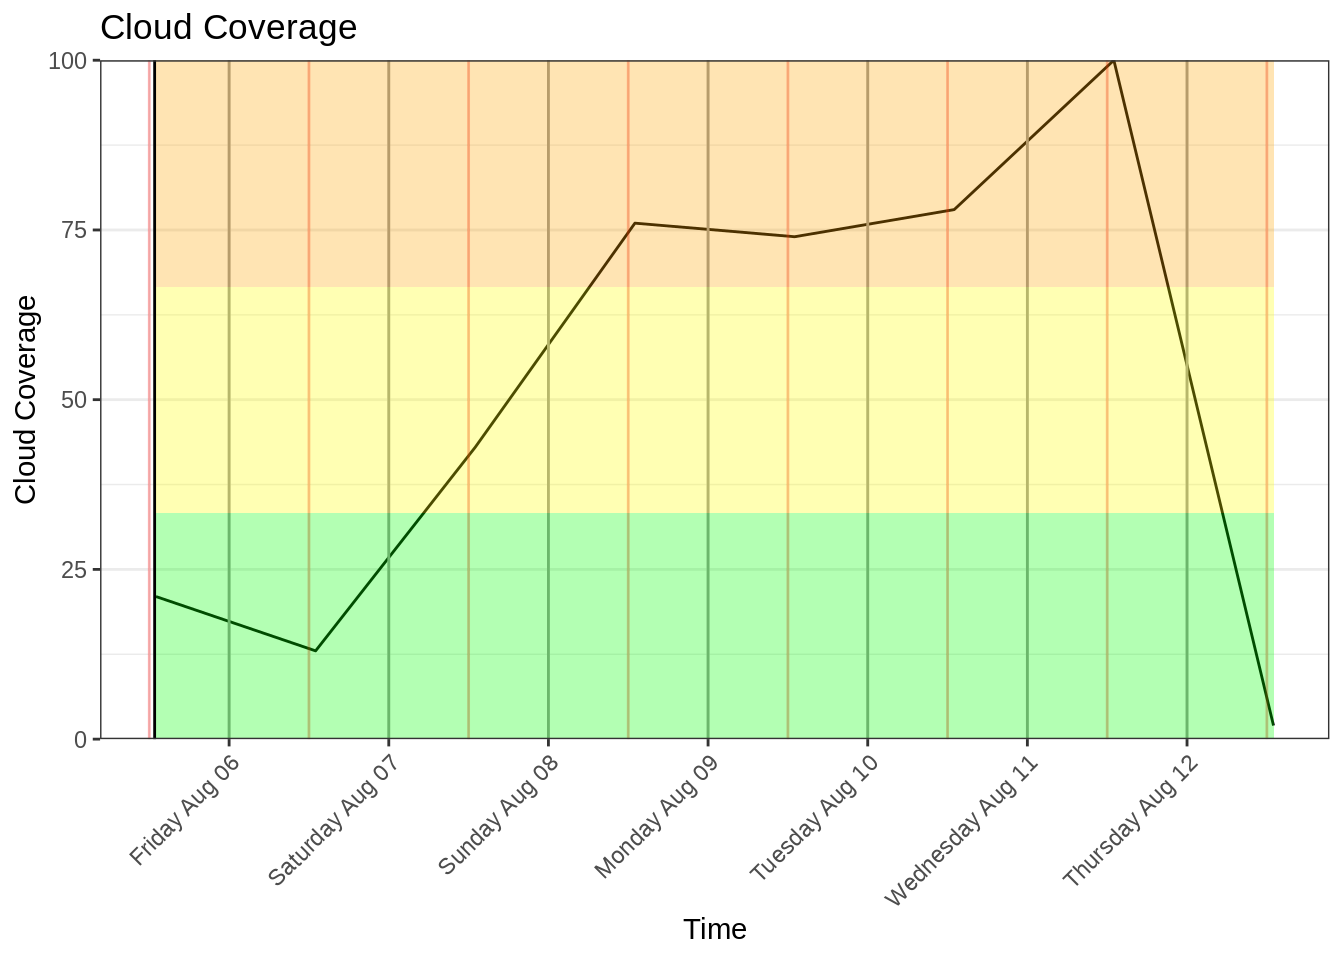 Cloud Coverage
100
75
50
25
0
Cloud Coverage
Friday Aug 06
Saturday Aug 07
Sunday Aug 08
Monday Aug 09
Tuesday Aug 10
Wednesday Aug 11
Thursday Aug 12
Time